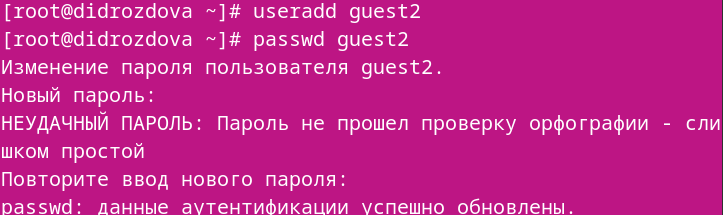 [root@didrozdova ~]# useradd guest2
[root@didrozdova ~]# passwd guest2
Изменение пароля пользователя guest2.
Новый пароль:
НЕУДАЧНЫЙ ПАРОЛЬ: Пароль не прошел проверку орфографии - сли
шком простой
Повторите ввод нового пароля:
passwd: данные аутентификации успешно обновлены.